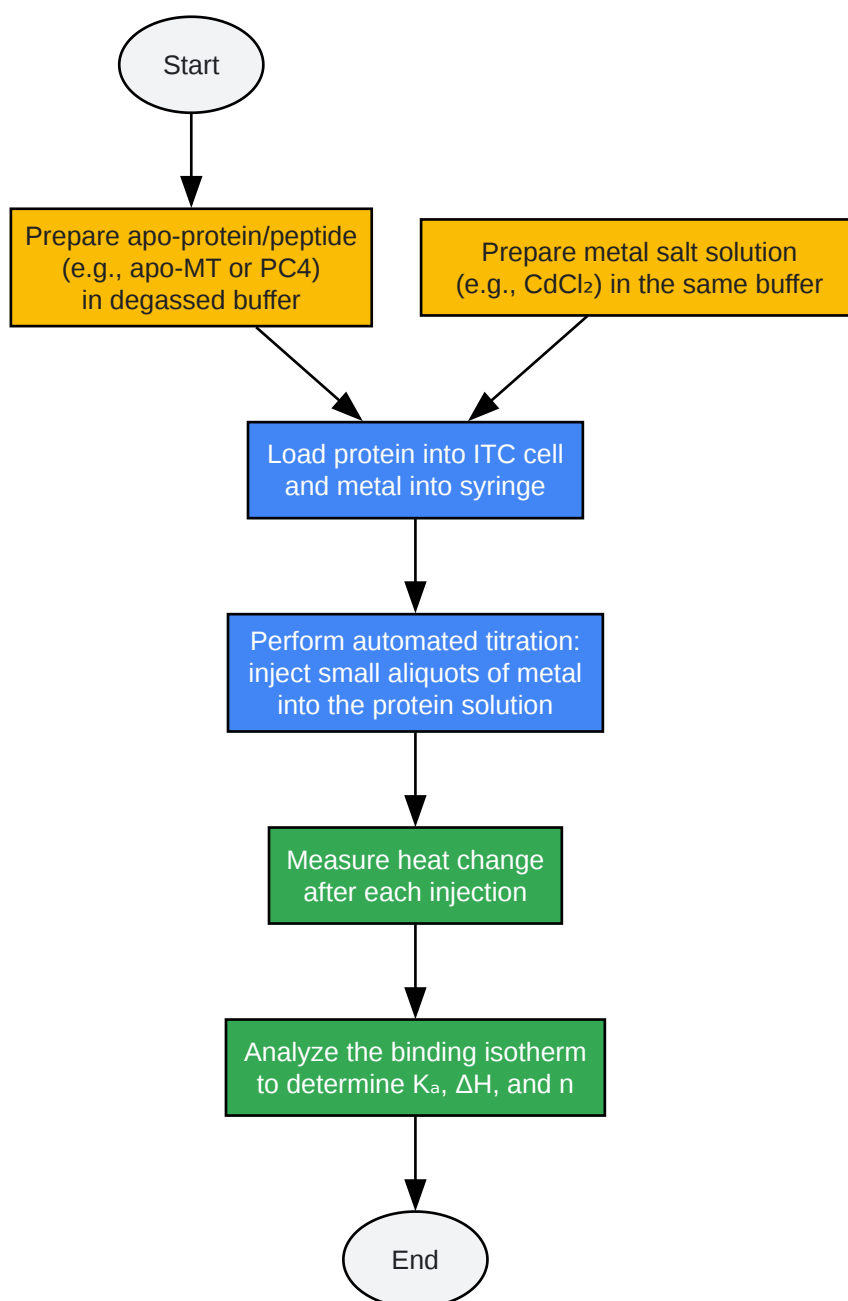 Start
Prepare apo-protein/peptide
(e.g., apo-MT or PC4)
in degassed buffer
Prepare metal salt solution
(e.g., CdCl₂) in the same buffer
Load protein into ITC cell
and metal into syringe
Perform automated titration:
inject small aliquots of metal
into the protein solution
Measure heat change
after each injection
Analyze the binding isotherm
to determine Kₐ, ΔH, and n
End